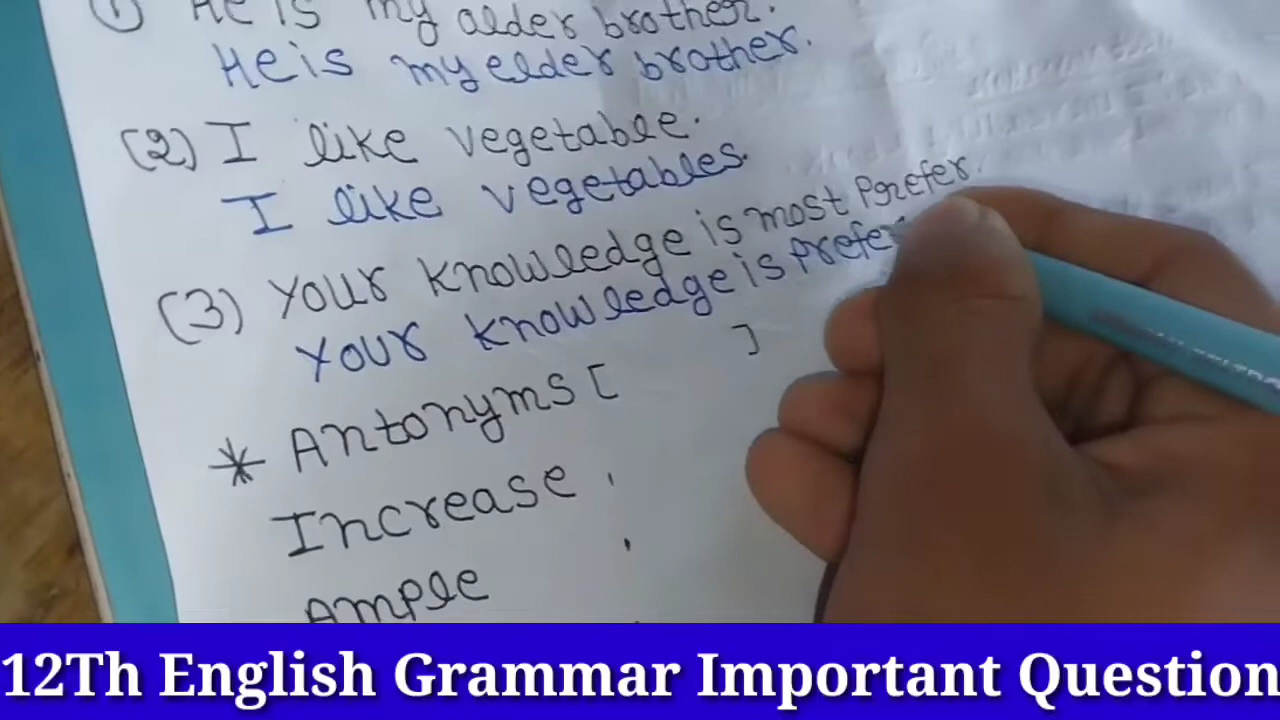 (1) He is my alder brother.
He is my elder brother.
(2) I like vegetable.
I like vegetables.
(3) Your knowledge is most prefer.
Your knowledge is prefer
* Antonyms [ ]
Increase
Ample
12Th English Grammar Important Question